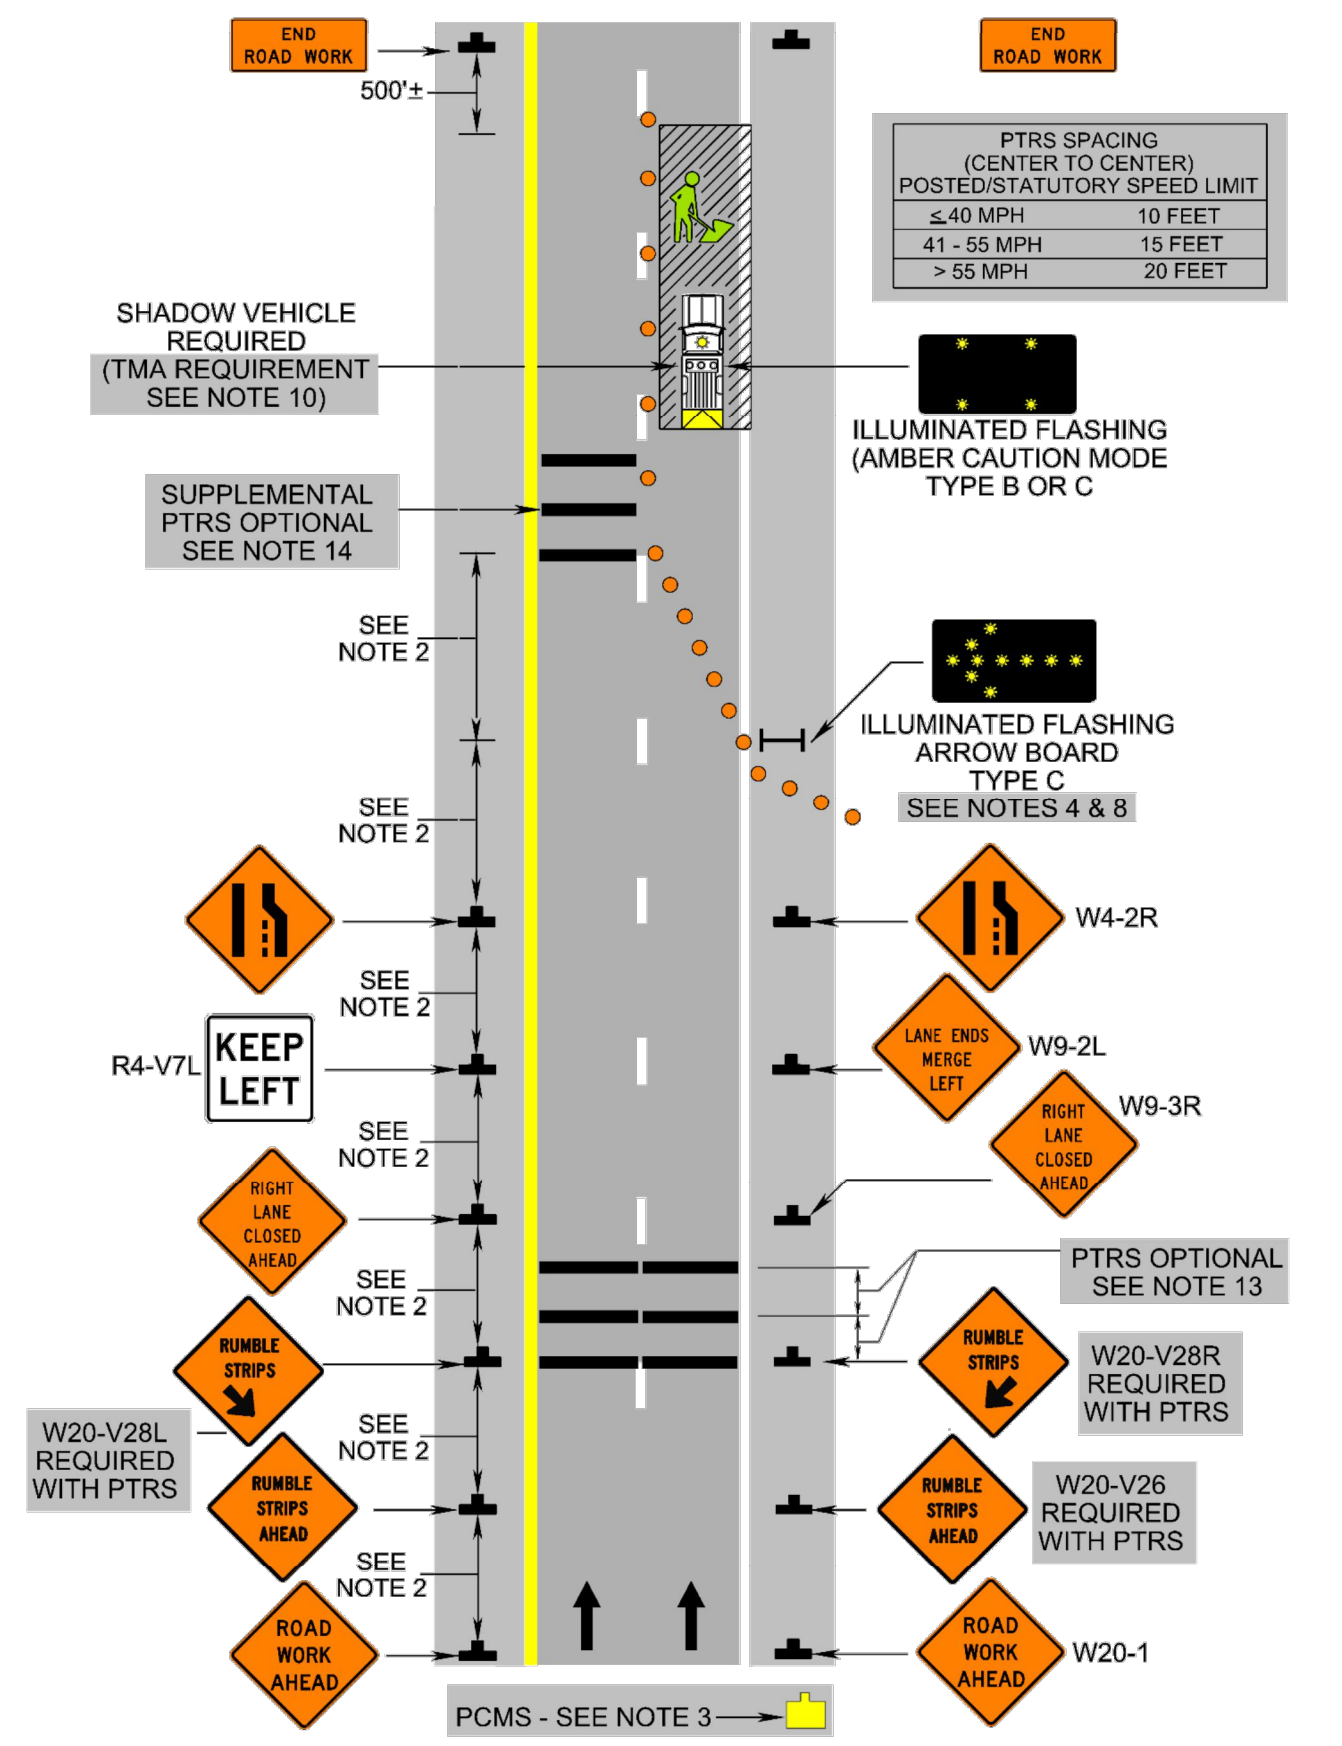 END
ROAD WORK
END
ROAD WORK
500'±
PTRS SPACING
(CENTER TO CENTER)
POSTED/STATUTORY SPEED LIMIT
≤40 MPH 10 FEET
41 - 55 MPH 15 FEET
> 55 MPH 20 FEET
SHADOW VEHICLE
REQUIRED
(TMA REQUIREMENT
SEE NOTE 10)
ILLUMINATED FLASHING
(AMBER CAUTION MODE
TYPE B OR C
SUPPLEMENTAL
PTRS OPTIONAL
SEE NOTE 14
SEE
NOTE 2
ILLUMINATED FLASHING
ARROW BOARD
TYPE C
SEE NOTES 4 & 8
SEE
NOTE 2
W4-2R
SEE
NOTE 2
R4-V7L
KEEP
LEFT
LANE ENDS
MERGE
LEFT
W9-2L
RIGHT
LANE
CLOSED
AHEAD
W9-3R
SEE
NOTE 2
RIGHT
LANE
CLOSED
AHEAD
SEE
NOTE 2
PTRS OPTIONAL
SEE NOTE 13
RUMBLE
STRIPS
RUMBLE
STRIPS
W20-V28R
REQUIRED
WITH PTRS
W20-V28L
REQUIRED
WITH PTRS
SEE
NOTE 2
RUMBLE
STRIPS
AHEAD
RUMBLE
STRIPS
AHEAD
W20-V26
REQUIRED
WITH PTRS
SEE
NOTE 2
ROAD
WORK
AHEAD
ROAD
WORK
AHEAD
W20-1
PCMS - SEE NOTE 3